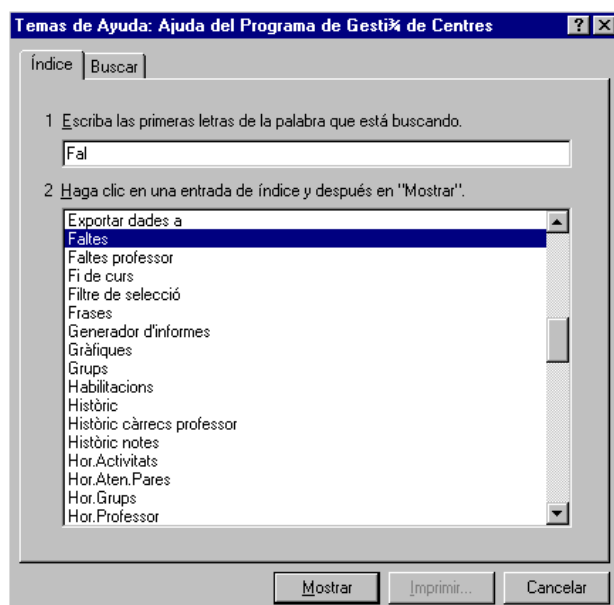 Temas de Ayuda: Ajuda del Programa de Gesti¾ de Centres
Índice
Buscar
1 Escriba las primeras letras de la palabra que está buscando.
Fal
2 Haga clic en una entrada de índice y después en "Mostrar".
Exportar dades a
Faltes
Faltes professor
Fi de curs
Filtre de selecció
Frases
Generador d'informes
Gràfiques
Grups
Habilitacions
Històric
Històric càrrecs professor
Històric notes
Hor.Activitats
Hor.Aten.Pares
Hor.Grups
Hor.Professor
Mostrar
Imprimir...
Cancelar